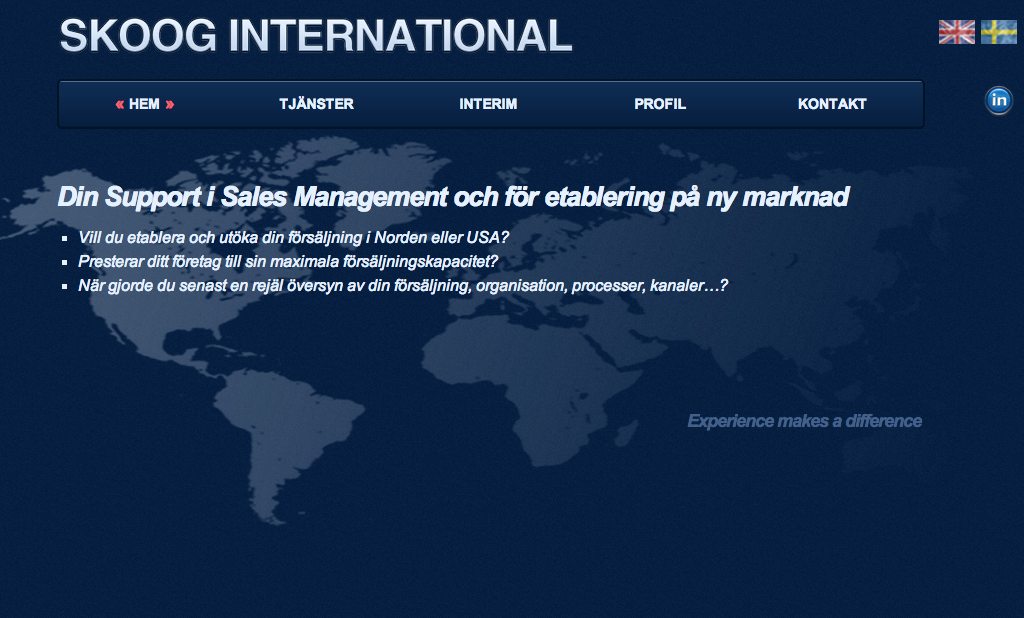 SKOOG INTERNATIONAL
« HEM » TJÄNSTER INTERIM PROFIL KONTAKT
in
Din Support i Sales Management och för etablering på ny marknad
Vill du etablera och utöka din försäljning i Norden eller USA?
Presterar ditt företag till sin maximala försäljningskapacitet?
När gjorde du senast en rejäl översyn av din försäljning, organisation, processer, kanaler…?
Experience makes a difference